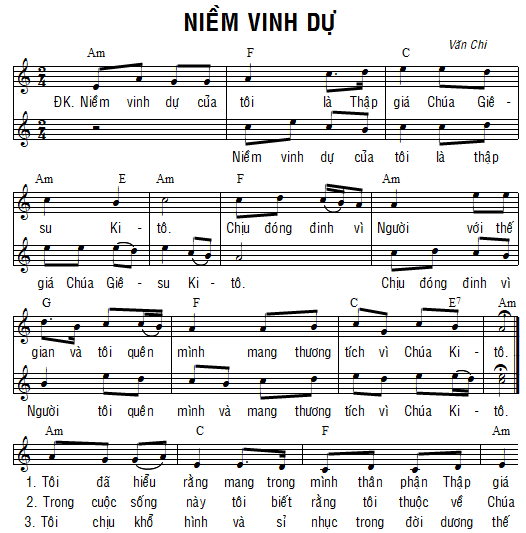 NIỀM VINH DỰ
Văn Chi
Am F C
ĐK. Niềm vinh dự của tôi là Thập giá Chúa Giê-
Niềm vinh dự của tôi là thập
Am E Am F Am
su Ki- tô. Chịu đóng đinh vì Người với thế
giá Chúa Giê- su Ki- tô. Chịu đóng đinh vì
G F C E7 Am
gian và tôi quên mình mang thương tích vì Chúa Ki- tô.
Người tôi quên mình và mang thương tích vì Chúa Ki- tô.
Am C F Am
1. Tôi đã hiểu rằng mang trong mình thân phận Thập giá
2. Trong cuộc sống này tôi biết rằng tôi thuộc về Chúa
3. Tôi chịu khổ hình và sỉ nhục trong đời dương thế